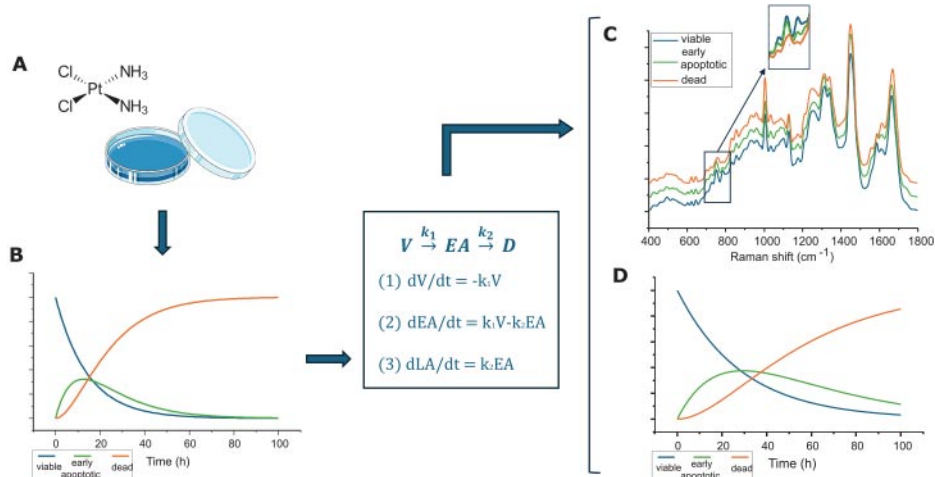 A
Cl
NH3
Pt
Cl
NH3
B
0 20 40 60 80 100
Time (h)
viable
early
apoptotic
dead
V k1→ EA k2→ D
(1) dV/dt = -k₁V
(2) dEA/dt = k₁V-k₂EA
(3) dLA/dt = k₂EA
C
viable
early
apoptotic
dead
400 600 800 1000 1200 1400 1600 1800
Raman shift (cm⁻¹)
D
0 20 40 60 80 100
Time (h)
viable
early
apoptotic
dead